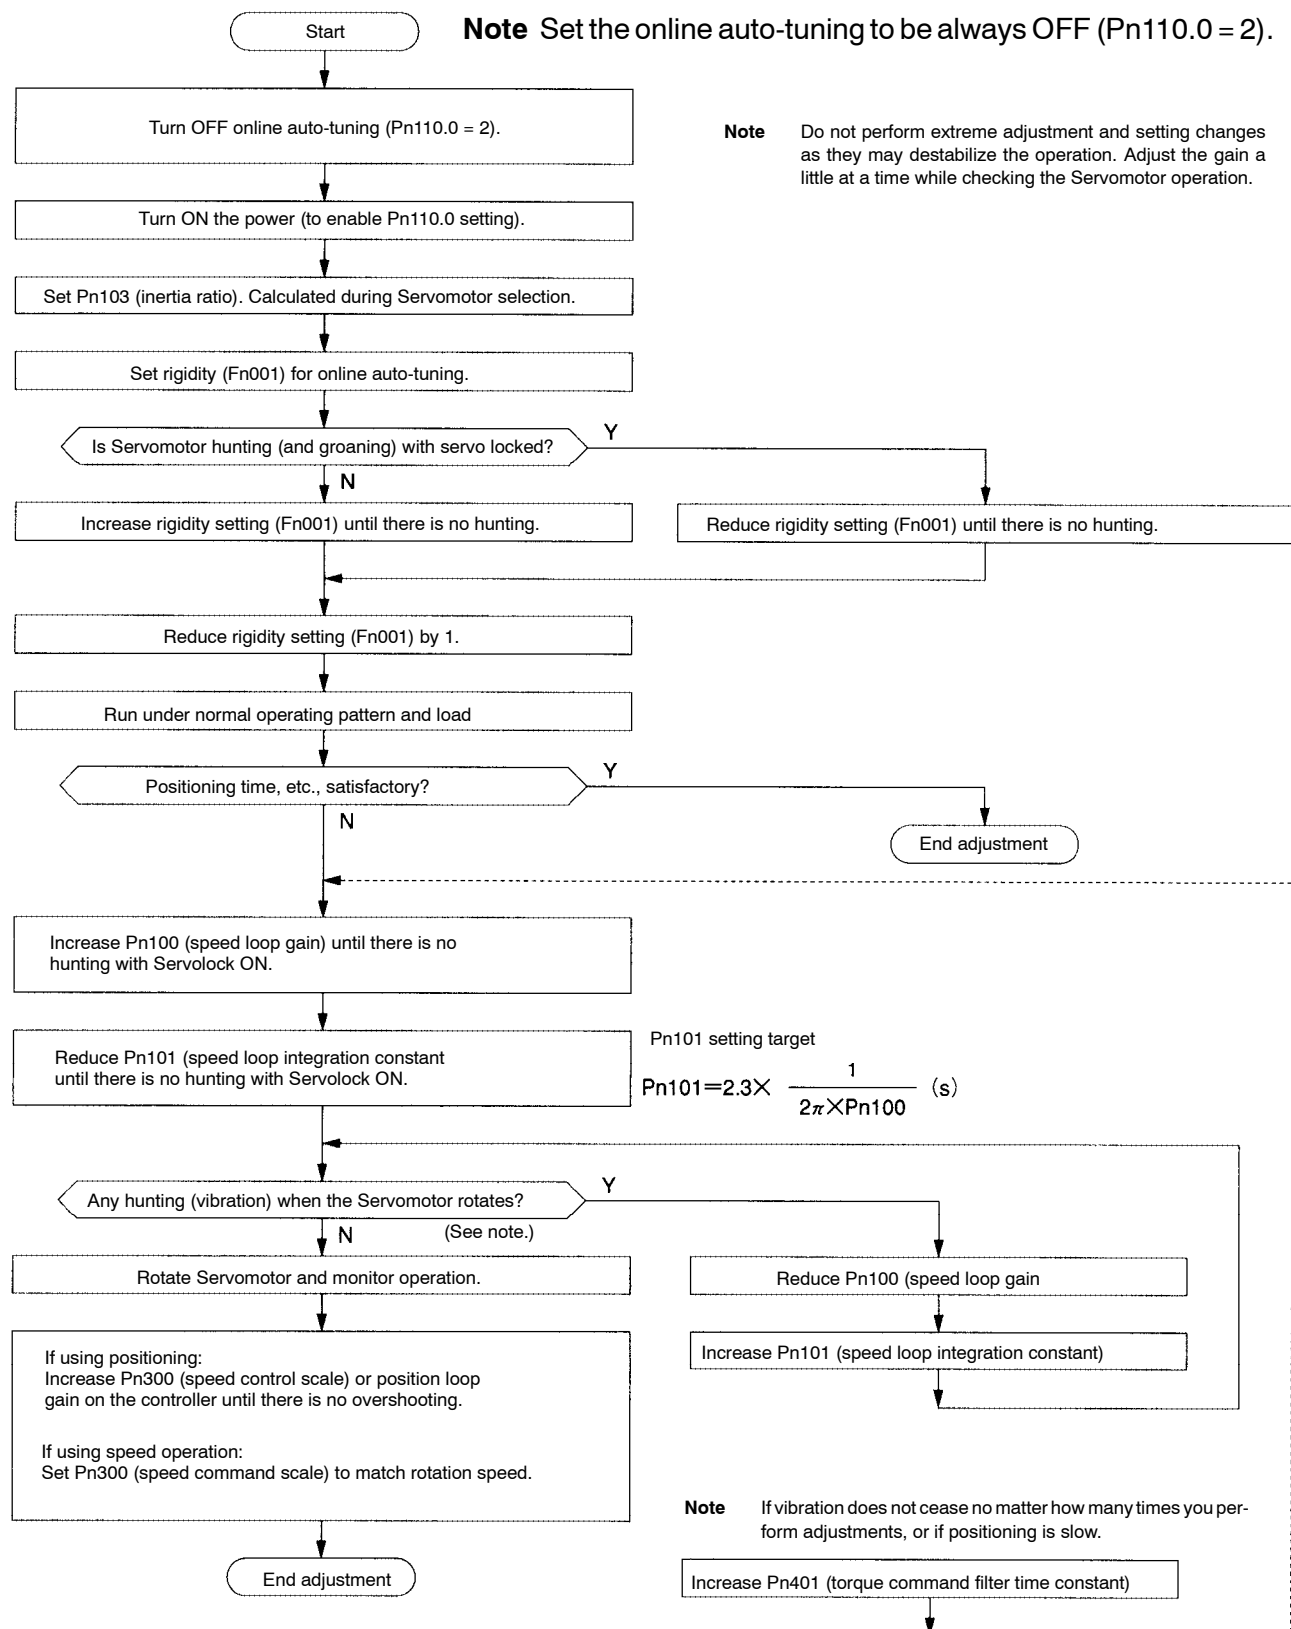 Start
Note Set the online auto-tuning to be always OFF (Pn110.0 = 2).
Turn OFF online auto-tuning (Pn110.0 = 2).
Note Do not perform extreme adjustment and setting changes
as they may destabilize the operation. Adjust the gain a
little at a time while checking the Servomotor operation.
Turn ON the power (to enable Pn110.0 setting).
Set Pn103 (inertia ratio). Calculated during Servomotor selection.
Set rigidity (Fn001) for online auto-tuning.
Is Servomotor hunting (and groaning) with servo locked?
Y
N
Increase rigidity setting (Fn001) until there is no hunting.
Reduce rigidity setting (Fn001) until there is no hunting.
Reduce rigidity setting (Fn001) by 1.
Run under normal operating pattern and load
Positioning time, etc., satisfactory?
Y
N
End adjustment
Increase Pn100 (speed loop gain) until there is no
hunting with Servolock ON.
Reduce Pn101 (speed loop integration constant
until there is no hunting with Servolock ON.
Pn101 setting target
Pn101=2.3× 1 / 2π×Pn100 (s)
Any hunting (vibration) when the Servomotor rotates?
Y
N
(See note.)
Rotate Servomotor and monitor operation.
Reduce Pn100 (speed loop gain
Increase Pn101 (speed loop integration constant)
If using positioning:
Increase Pn300 (speed control scale) or position loop
gain on the controller until there is no overshooting.
If using speed operation:
Set Pn300 (speed command scale) to match rotation speed.
Note If vibration does not cease no matter how many times you per-
form adjustments, or if positioning is slow.
End adjustment
Increase Pn401 (torque command filter time constant)